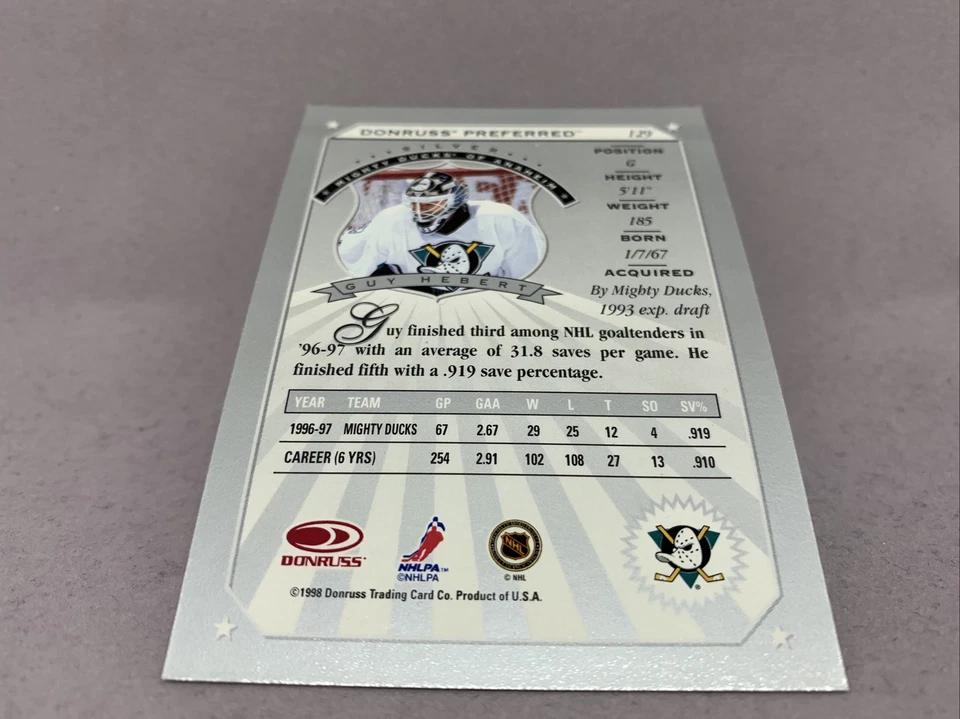 DONRUSS® PREFERRED™ 129
SILVER
MIGHTY DUCKS® OF ANAHEIM
GUY HEBERT
POSITION
G
HEIGHT
5'11"
WEIGHT
185
BORN
1/7/67
ACQUIRED
By Mighty Ducks,
1993 exp. draft
Guy finished third among NHL goaltenders in
'96-97 with an average of 31.8 saves per game. He
finished fifth with a .919 save percentage.
YEAR TEAM GP GAA W L T SO SV%
1996-97 MIGHTY DUCKS 67 2.67 29 25 12 4 .919
CAREER (6 YRS) 254 2.91 102 108 27 13 .910
DONRUSS®
NHLPA™
©NHLPA
NHL
© NHL
®
©1998 Donruss Trading Card Co. Product of U.S.A.